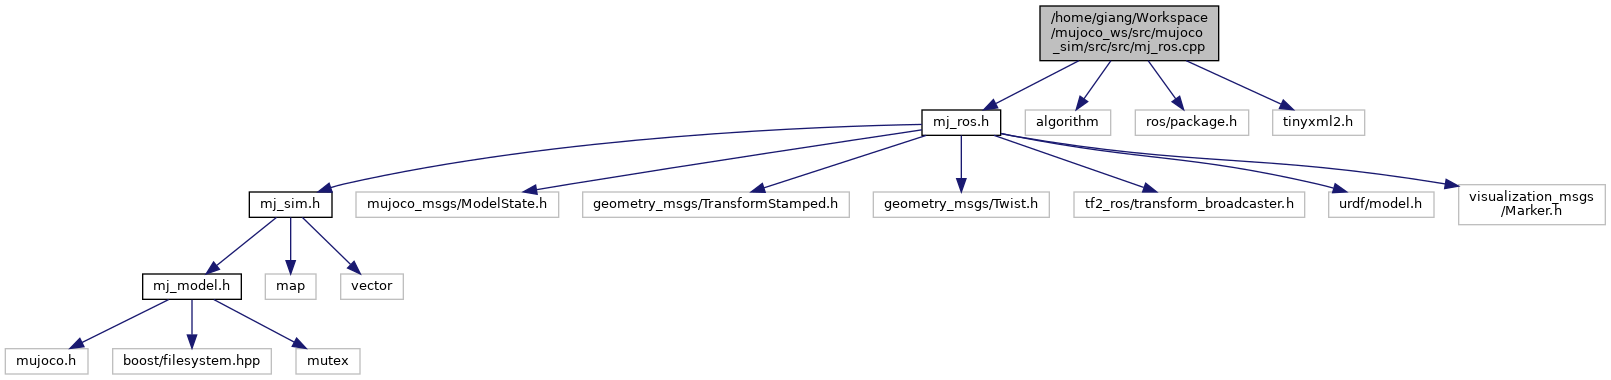 /home/giang/Workspace
/mujoco_ws/src/mujoco
_sim/src/src/mj_ros.cpp
mj_ros.h
algorithm
ros/package.h
tinyxml2.h
mj_sim.h
mujoco_msgs/ModelState.h
geometry_msgs/TransformStamped.h
geometry_msgs/Twist.h
tf2_ros/transform_broadcaster.h
urdf/model.h
visualization_msgs
/Marker.h
mj_model.h
map
vector
mujoco.h
boost/filesystem.hpp
mutex